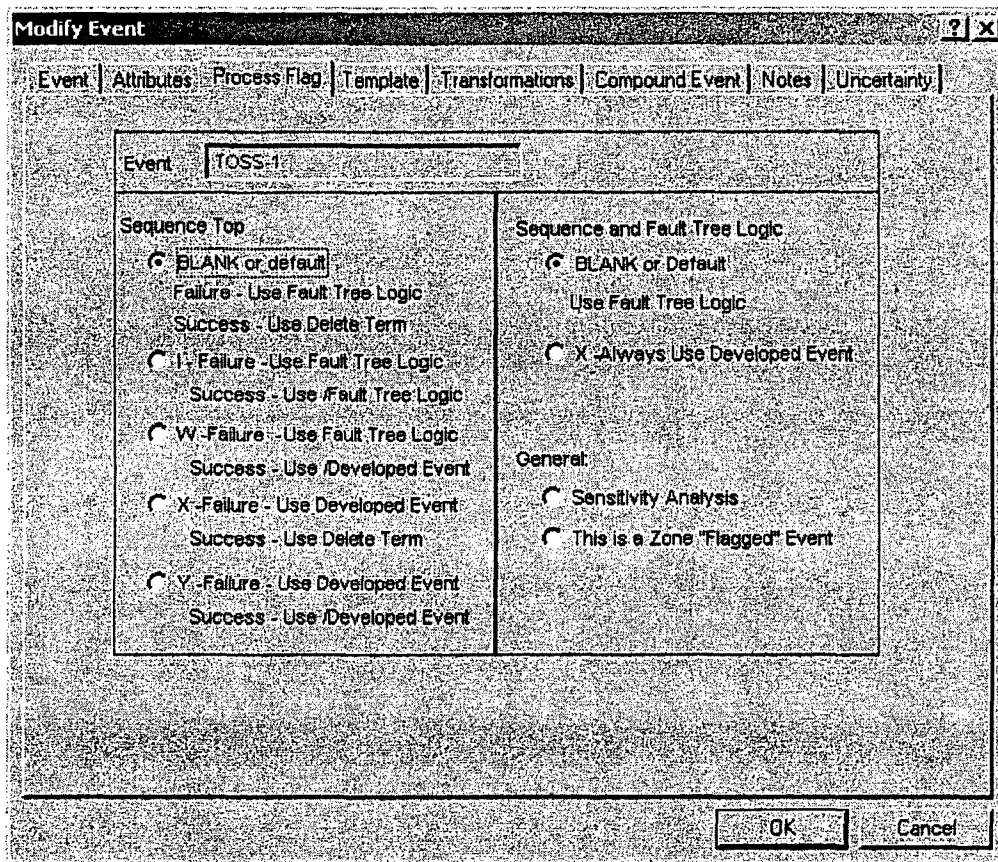 Modify Event
Event Attributes Process Flag Template Transformations Compound Event Notes Uncertainty
Event TOSS-1
Sequence Top
BLANK or default
Failure - Use Fault Tree Logic
Success - Use Delete Term
I - Failure - Use Fault Tree Logic
Success - Use /Fault Tree Logic
W - Failure - Use Fault Tree Logic
Success - Use /Developed Event
X - Failure - Use Developed Event
Success - Use Delete Term
Y - Failure - Use Developed Event
Success - Use /Developed Event
Sequence and Fault Tree Logic
BLANK or Default
Use Fault Tree Logic
X - Always Use Developed Event
General:
Sensitivity Analysis
This is a Zone "Flagged" Event
OK Cancel